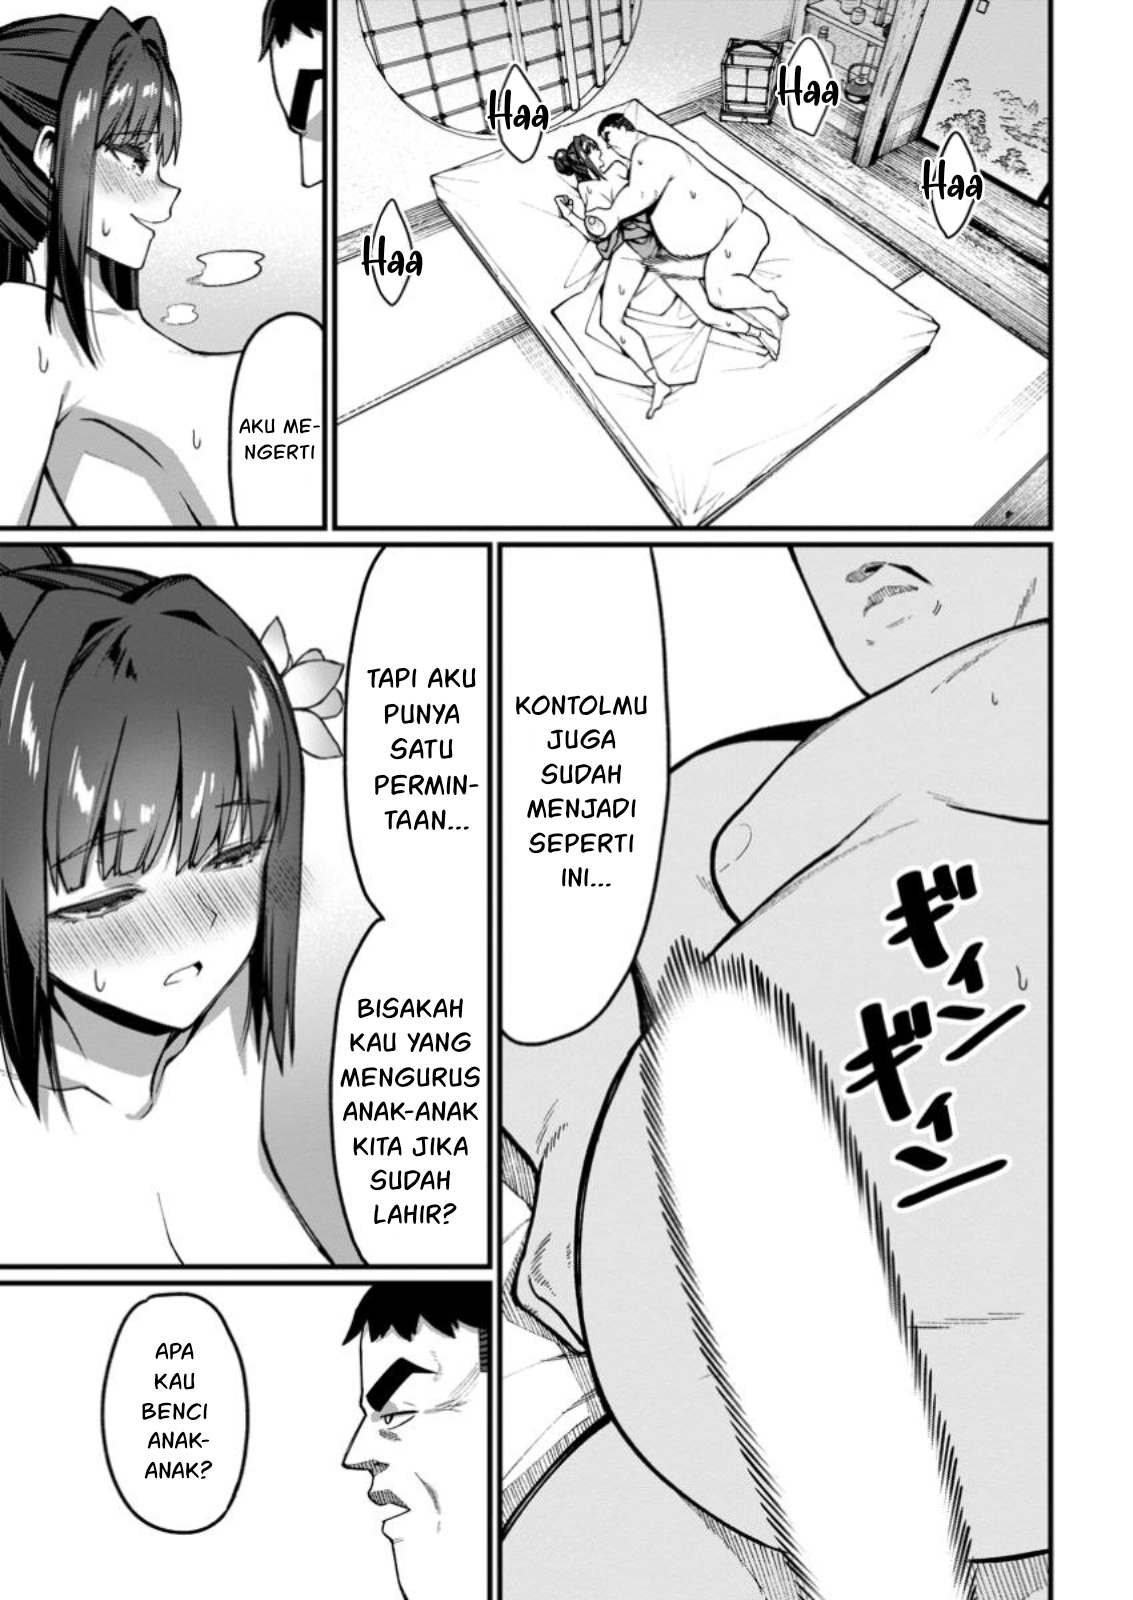 Haa
Haa
Haa
Haa
AKU ME-
NGERTI
KONTOLMU
JUGA
SUDAH
MENJADI
SEPERTI
INI...
ギィン
ギィン
TAPI AKU
PUNYA
SATU
PERMIN-
TAAN...
BISAKAH
KAU YANG
MENGURUS
ANAK-ANAK
KITA JIKA
SUDAH
LAHIR?
APA
KAU
BENCI
ANAK-
ANAK?